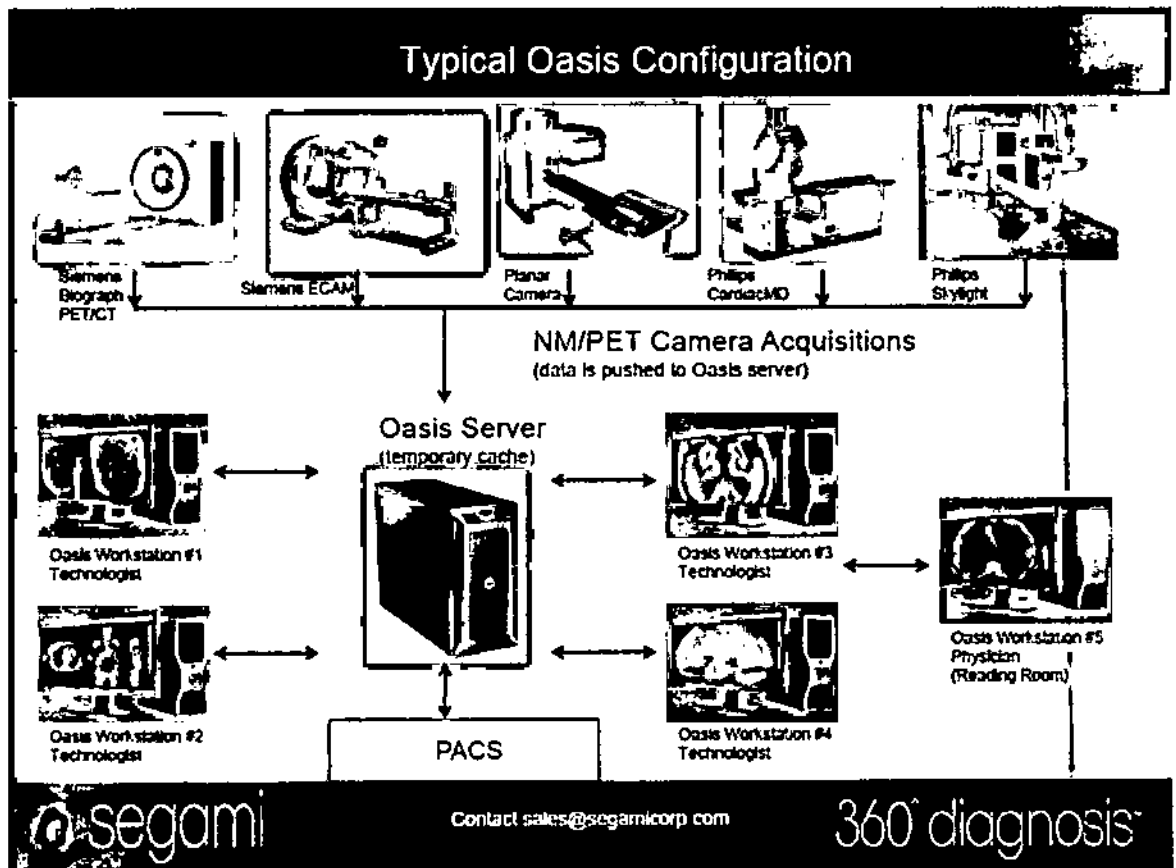 Typical Oasis Configuration
Siemens
Biograph
PET/CT
Siemens ECAM
Planar
Camera
Philips
CardiacMD
Philips
Skylight
NM/PET Camera Acquisitions
(data is pushed to Oasis server)
Oasis Server
(temporary cache)
Oasis Workstation #1
Technologist
Oasis Workstation #3
Technologist
Oasis Workstation #5
Physician
(Reading Room)
Oasis Workstation #2
Technologist
Oasis Workstation #4
Technologist
PACS
segami
Contact sales@segamicorp com
360° diagnosis